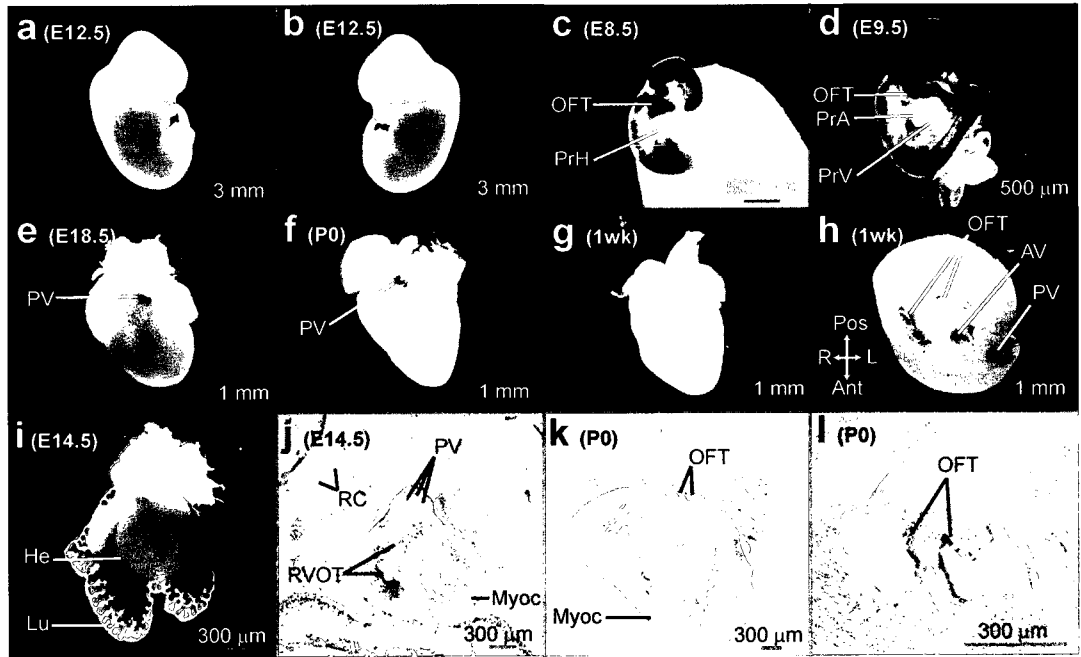 a (E12.5)
3 mm
b (E12.5)
3 mm
c (E8.5)
OFT
PrH
d (E9.5)
OFT
PrA
PrV
500 µm
e (E18.5)
PV
1 mm
f (P0)
PV
1 mm
g (1wk)
1 mm
h (1wk)
OFT
AV
PV
Pos
R L
Ant
1 mm
i (E14.5)
He
Lu
300 µm
j (E14.5)
PV
RC
RVOT
Myoc
300 µm
k (P0)
OFT
Myoc
300 µm
l (P0)
OFT
300 µm